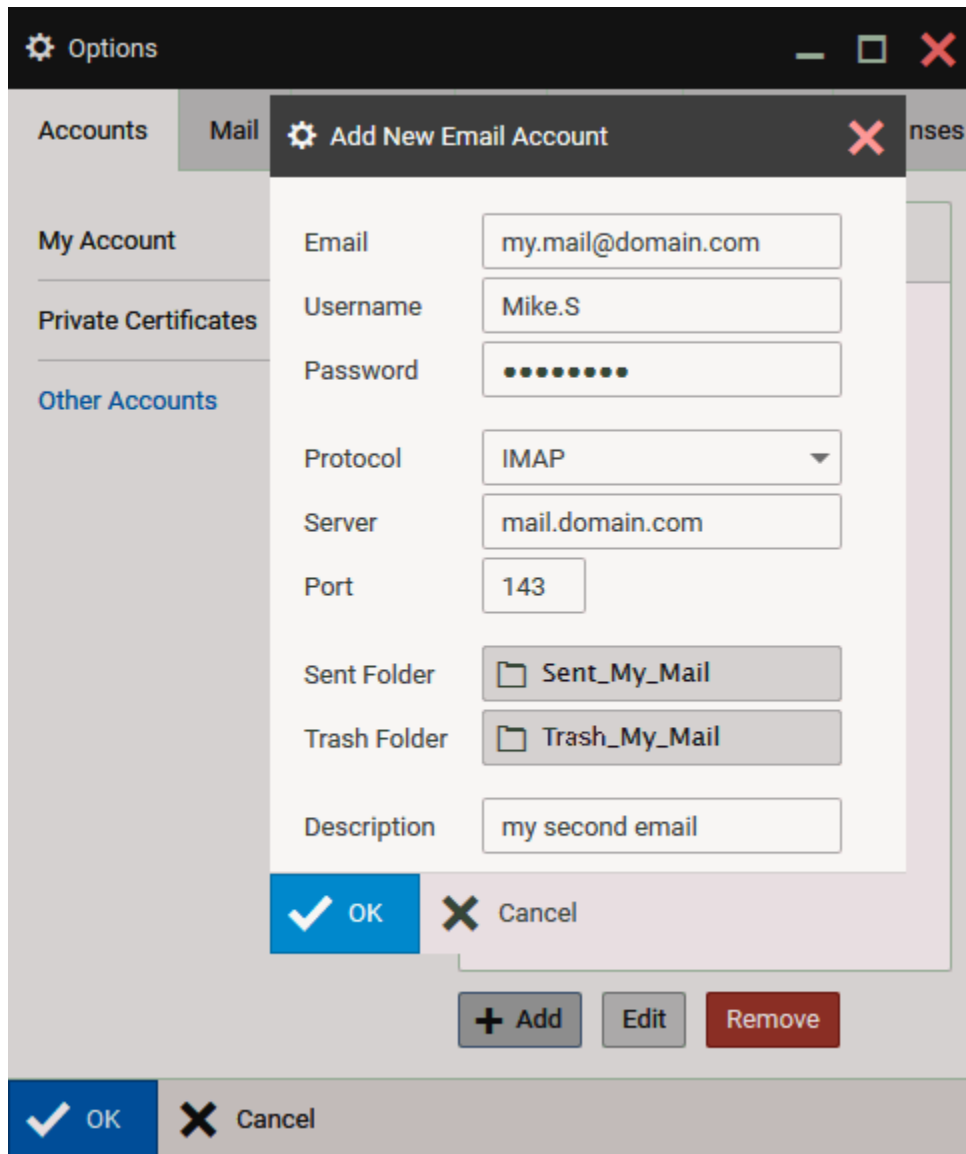 Options
Accounts Mail
Add New Email Account
nses
My Account
Private Certificates
Other Accounts
Email my.mail@domain.com
Username Mike.S
Password ••••••••
Protocol IMAP
Server mail.domain.com
Port 143
Sent Folder Sent_My_Mail
Trash Folder Trash_My_Mail
Description my second email
OK Cancel
Add Edit Remove
OK Cancel